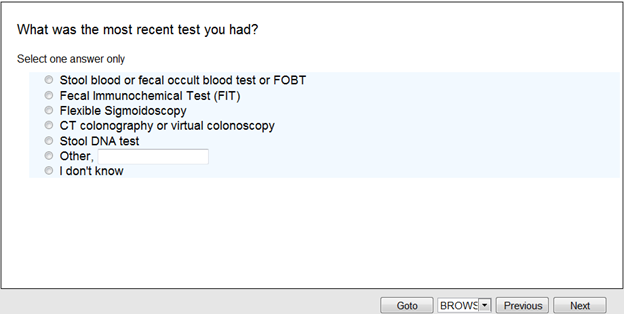 What was the most recent test you had?
Select one answer only
Stool blood or fecal occult blood test or FOBT
Fecal Immunochemical Test (FIT)
Flexible Sigmoidoscopy
CT colonography or virtual colonoscopy
Stool DNA test
Other,
I don't know
Goto BROWS Previous Next